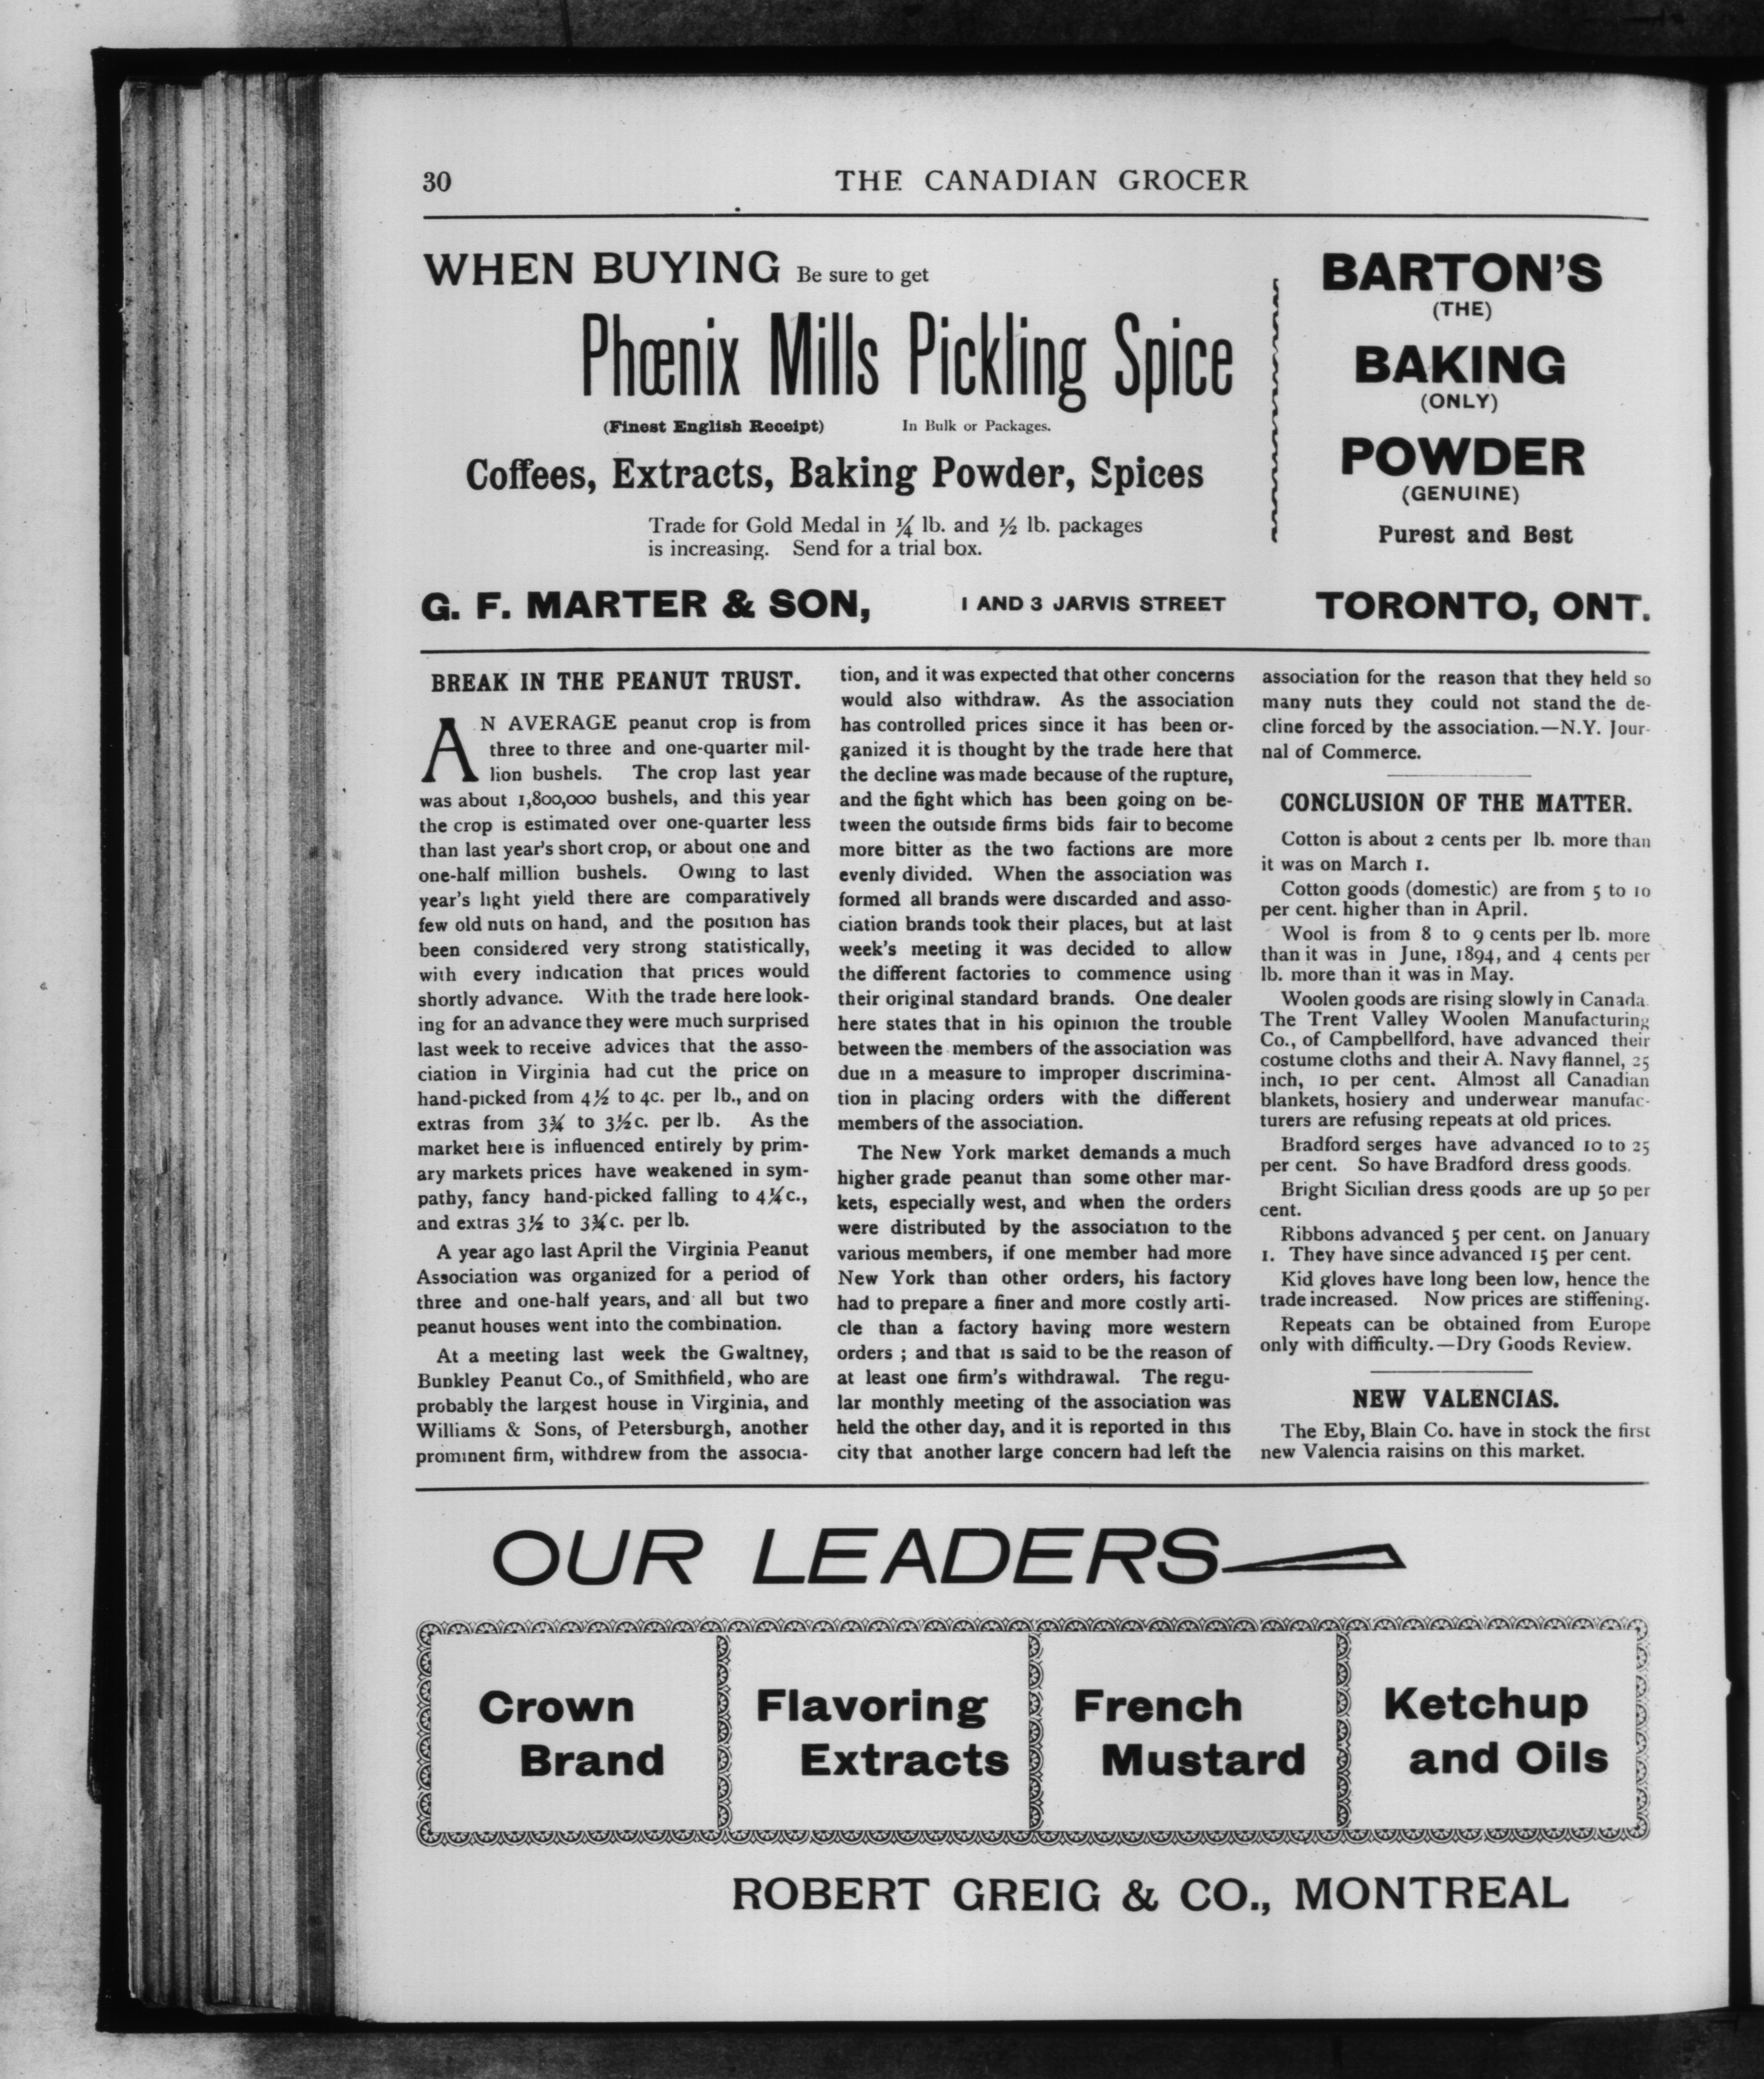 30
THE CANADIAN GROCER
WHEN BUYING Be sure to get
Phœnix Mills Pickling Spice
(Finest English Receipt) In Bulk or Packages.
Coffees, Extracts, Baking Powder, Spices
Trade for Gold Medal in ¼ lb. and ½ lb. packages
is increasing. Send for a trial box.
BARTON'S
(THE)
BAKING
(ONLY)
POWDER
(GENUINE)
Purest and Best
G. F. MARTER & SON, 1 AND 3 JARVIS STREET TORONTO, ONT.
BREAK IN THE PEANUT TRUST.
AN AVERAGE peanut crop is from
three to three and one-quarter mil-
lion bushels. The crop last year
was about 1,800,000 bushels, and this year
the crop is estimated over one-quarter less
than last year's short crop, or about one and
one-half million bushels. Owing to last
year's light yield there are comparatively
few old nuts on hand, and the position has
been considered very strong statistically,
with every indication that prices would
shortly advance. With the trade here look-
ing for an advance they were much surprised
last week to receive advices that the asso-
ciation in Virginia had cut the price on
hand-picked from 4½ to 4c. per lb., and on
extras from 3¾ to 3½c. per lb. As the
market here is influenced entirely by prim-
ary markets prices have weakened in sym-
pathy, fancy hand-picked falling to 4¼c.,
and extras 3½ to 3¾c. per lb.
A year ago last April the Virginia Peanut
Association was organized for a period of
three and one-half years, and all but two
peanut houses went into the combination.
At a meeting last week the Gwaltney,
Bunkley Peanut Co., of Smithfield, who are
probably the largest house in Virginia, and
Williams & Sons, of Petersburgh, another
prominent firm, withdrew from the associa-
tion, and it was expected that other concerns
would also withdraw. As the association
has controlled prices since it has been or-
ganized it is thought by the trade here that
the decline was made because of the rupture,
and the fight which has been going on be-
tween the outside firms bids fair to become
more bitter as the two factions are more
evenly divided. When the association was
formed all brands were discarded and asso-
ciation brands took their places, but at last
week's meeting it was decided to allow
the different factories to commence using
their original standard brands. One dealer
here states that in his opinion the trouble
between the members of the association was
due in a measure to improper discrimina-
tion in placing orders with the different
members of the association.
The New York market demands a much
higher grade peanut than some other mar-
kets, especially west, and when the orders
were distributed by the association to the
various members, if one member had more
New York than other orders, his factory
had to prepare a finer and more costly arti-
cle than a factory having more western
orders ; and that is said to be the reason of
at least one firm's withdrawal. The regu-
lar monthly meeting of the association was
held the other day, and it is reported in this
city that another large concern had left the
association for the reason that they held so
many nuts they could not stand the de-
cline forced by the association.—N.Y. Jour-
nal of Commerce.
CONCLUSION OF THE MATTER.
Cotton is about 2 cents per lb. more than
it was on March 1.
Cotton goods (domestic) are from 5 to 10
per cent. higher than in April.
Wool is from 8 to 9 cents per lb. more
than it was in June, 1894, and 4 cents per
lb. more than it was in May.
Woolen goods are rising slowly in Canada.
The Trent Valley Woolen Manufacturing
Co., of Campbellford, have advanced their
costume cloths and their A. Navy flannel, 25
inch, 10 per cent. Almost all Canadian
blankets, hosiery and underwear manufac-
turers are refusing repeats at old prices.
Bradford serges have advanced 10 to 25
per cent. So have Bradford dress goods.
Bright Sicilian dress goods are up 50 per
cent.
Ribbons advanced 5 per cent. on January
1. They have since advanced 15 per cent.
Kid gloves have long been low, hence the
trade increased. Now prices are stiffening.
Repeats can be obtained from Europe
only with difficulty.—Dry Goods Review.
NEW VALENCIAS.
The Eby, Blain Co. have in stock the first
new Valencia raisins on this market.
OUR LEADERS
Crown
Brand
Flavoring
Extracts
French
Mustard
Ketchup
and Oils
ROBERT GREIG & CO., MONTREAL